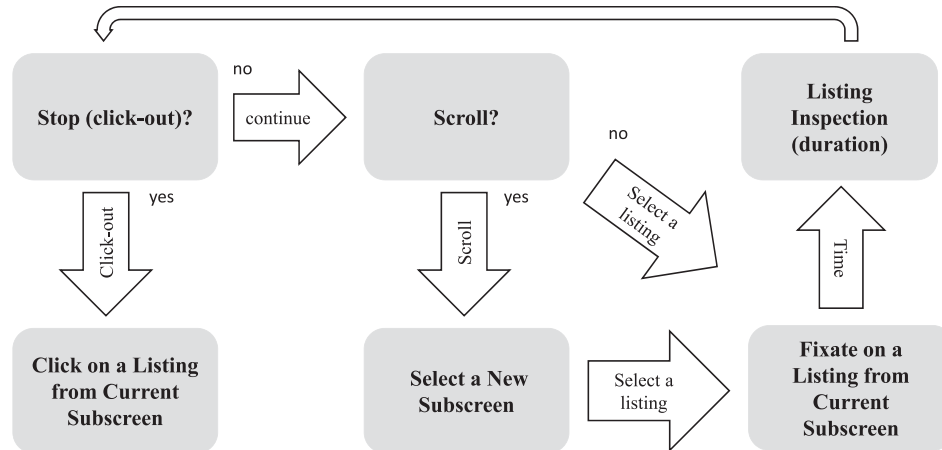 no
Stop (click-out)?
continue
Scroll?
Listing
Inspection
(duration)
no
yes
Click-out
yes
Scroll
Select a
listing
Time
Click on a Listing
from Current
Subscreen
Select a New
Subscreen
Select a
listing
Fixate on a
Listing from
Current
Subscreen